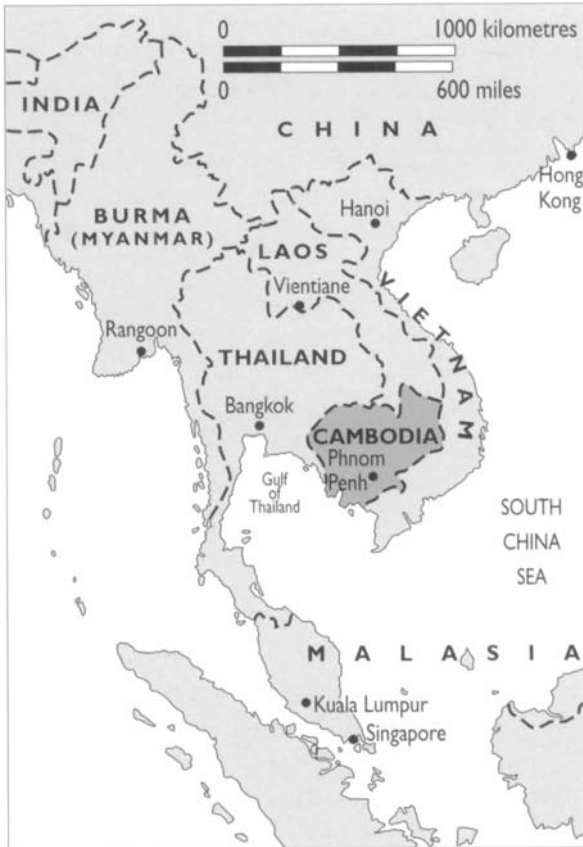 0 1000 kilometres
0 600 miles
INDIA
CHINA
Hong
Kong
BURMA
(MYANMAR)
Hanoi
LAOS
Vientiane
VIETNAM
Rangoon
THAILAND
Bangkok
CAMBODIA
Phnom
Penh
Gulf
of
Thailand
SOUTH
CHINA
SEA
MALASIA
Kuala Lumpur
Singapore